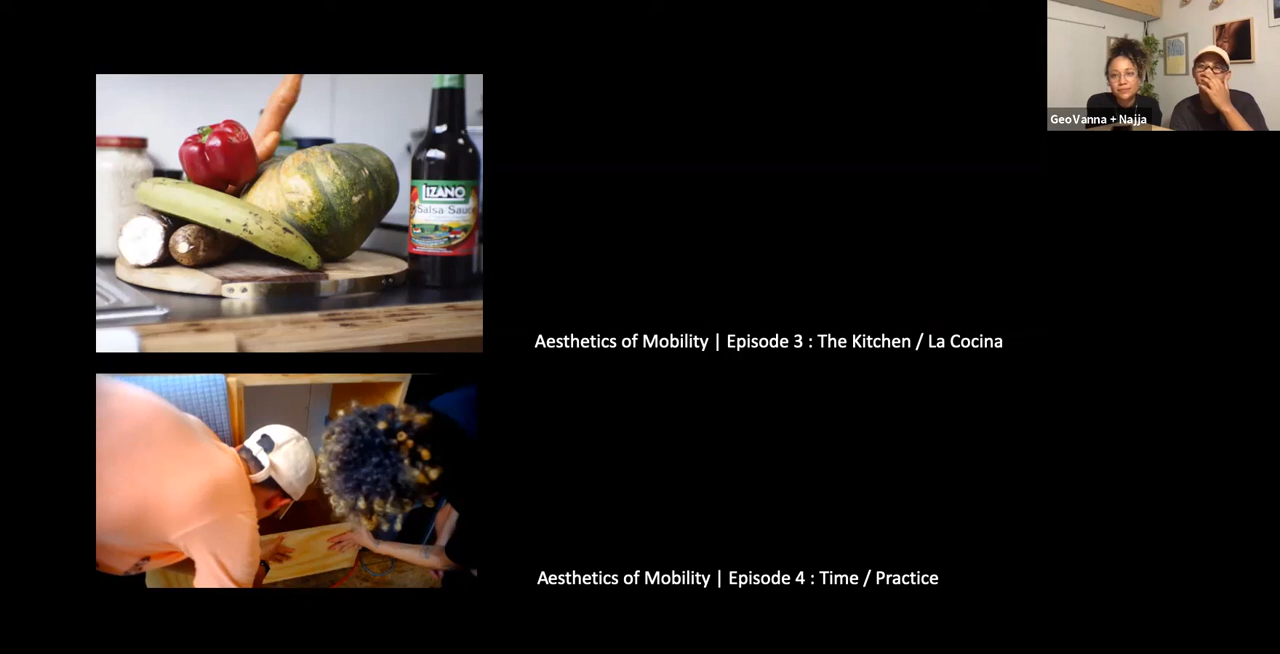 GeoVanna + Najja
LIZANO
Salsa Sauce
Aesthetics of Mobility | Episode 3 : The Kitchen / La Cocina
Aesthetics of Mobility | Episode 4 : Time / Practice